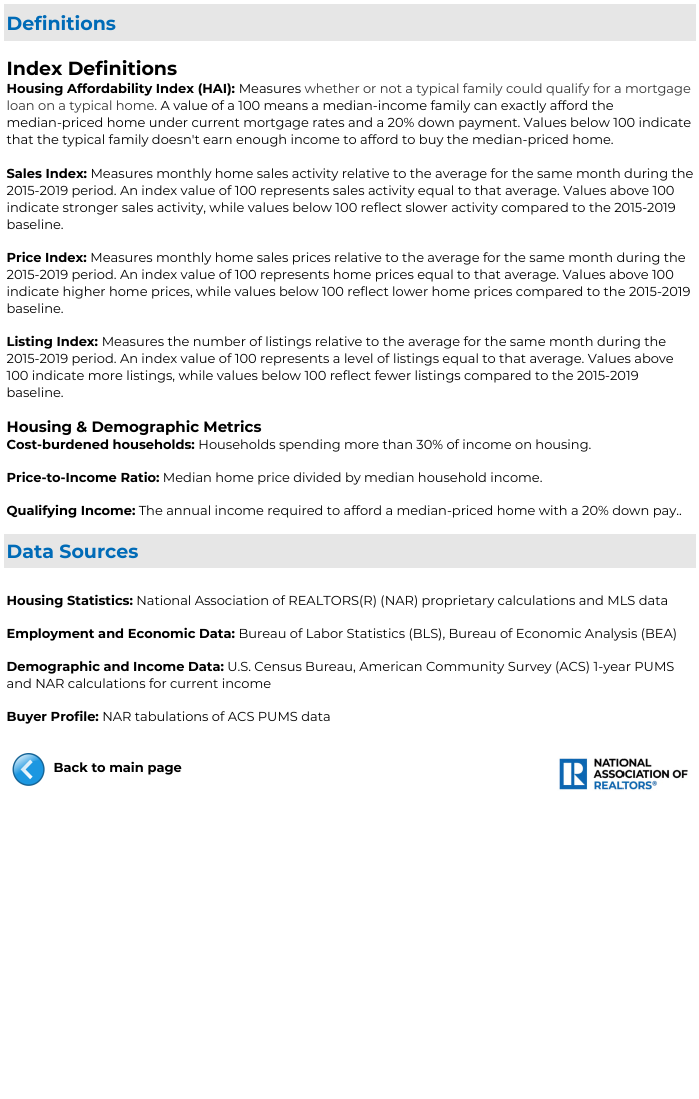 Definitions
Index Definitions
Housing Affordability Index (HAI): Measures whether or not a typical family could qualify for a mortgage
loan on a typical home. A value of a 100 means a median-income family can exactly afford the
median-priced home under current mortgage rates and a 20% down payment. Values below 100 indicate
that the typical family doesn't earn enough income to afford to buy the median-priced home.
Sales Index: Measures monthly home sales activity relative to the average for the same month during the
2015-2019 period. An index value of 100 represents sales activity equal to that average. Values above 100
indicate stronger sales activity, while values below 100 reflect slower activity compared to the 2015-2019
baseline.
Price Index: Measures monthly home sales prices relative to the average for the same month during the
2015-2019 period. An index value of 100 represents home prices equal to that average. Values above 100
indicate higher home prices, while values below 100 reflect lower home prices compared to the 2015-2019
baseline.
Listing Index: Measures the number of listings relative to the average for the same month during the
2015-2019 period. An index value of 100 represents a level of listings equal to that average. Values above
100 indicate more listings, while values below 100 reflect fewer listings compared to the 2015-2019
baseline.
Housing & Demographic Metrics
Cost-burdened households: Households spending more than 30% of income on housing.
Price-to-Income Ratio: Median home price divided by median household income.
Qualifying Income: The annual income required to afford a median-priced home with a 20% down pay..
Data Sources
Housing Statistics: National Association of REALTORS(R) (NAR) proprietary calculations and MLS data
Employment and Economic Data: Bureau of Labor Statistics (BLS), Bureau of Economic Analysis (BEA)
Demographic and Income Data: U.S. Census Bureau, American Community Survey (ACS) 1-year PUMS
and NAR calculations for current income
Buyer Profile: NAR tabulations of ACS PUMS data
Back to main page
NATIONAL
ASSOCIATION OF
REALTORS®